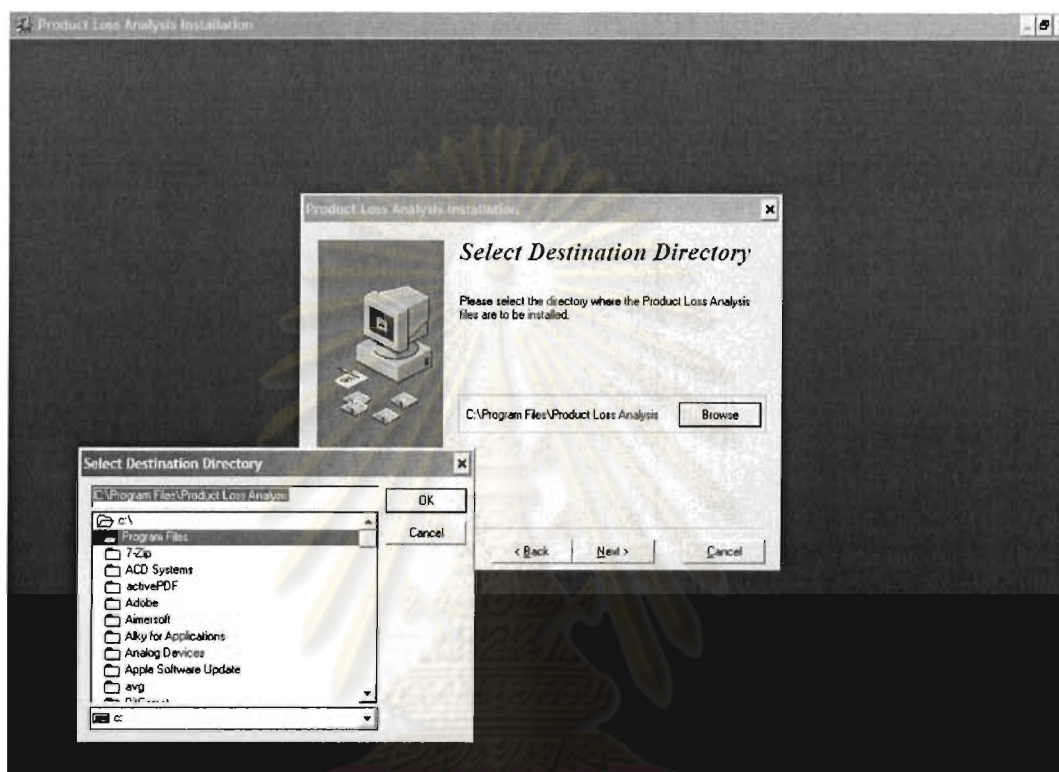 Product Loss Analysis Installation
Product Loss Analysis Installation
Select Destination Directory
Please select the directory where the Product Loss Analysis
files are to be installed.
C:\Program Files\Product Loss Analysis
Browse
< Back
Next >
Cancel
Select Destination Directory
C:\Program Files\Product Loss Analysis
OK
Cancel
c:\
Program Files
7-Zip
ACD Systems
activePDF
Adobe
Aimersoft
Alky for Applications
Analog Devices
Apple Software Update
avg
c: